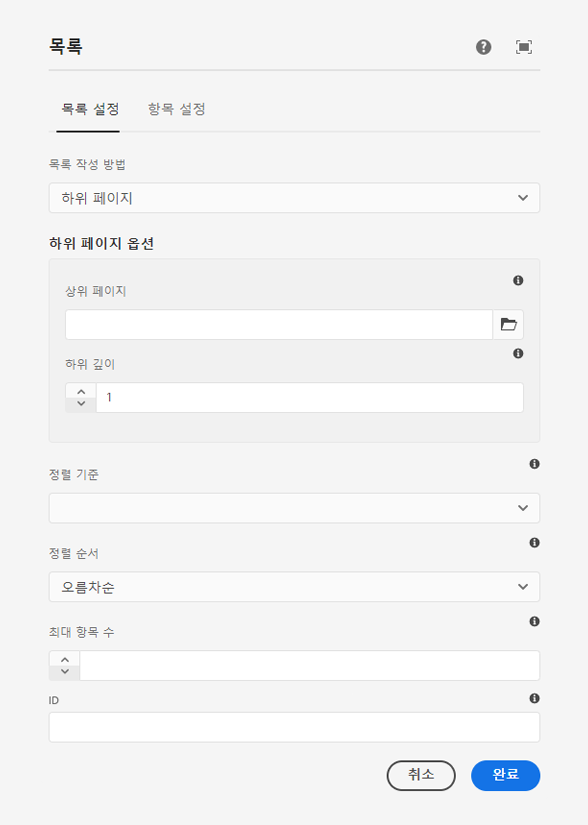 목록
목록 설정 항목 설정
목록 작성 방법
하위 페이지
하위 페이지 옵션
상위 페이지
하위 깊이
1
정렬 기준
정렬 순서
오름차순
최대 항목 수
ID
취소 완료